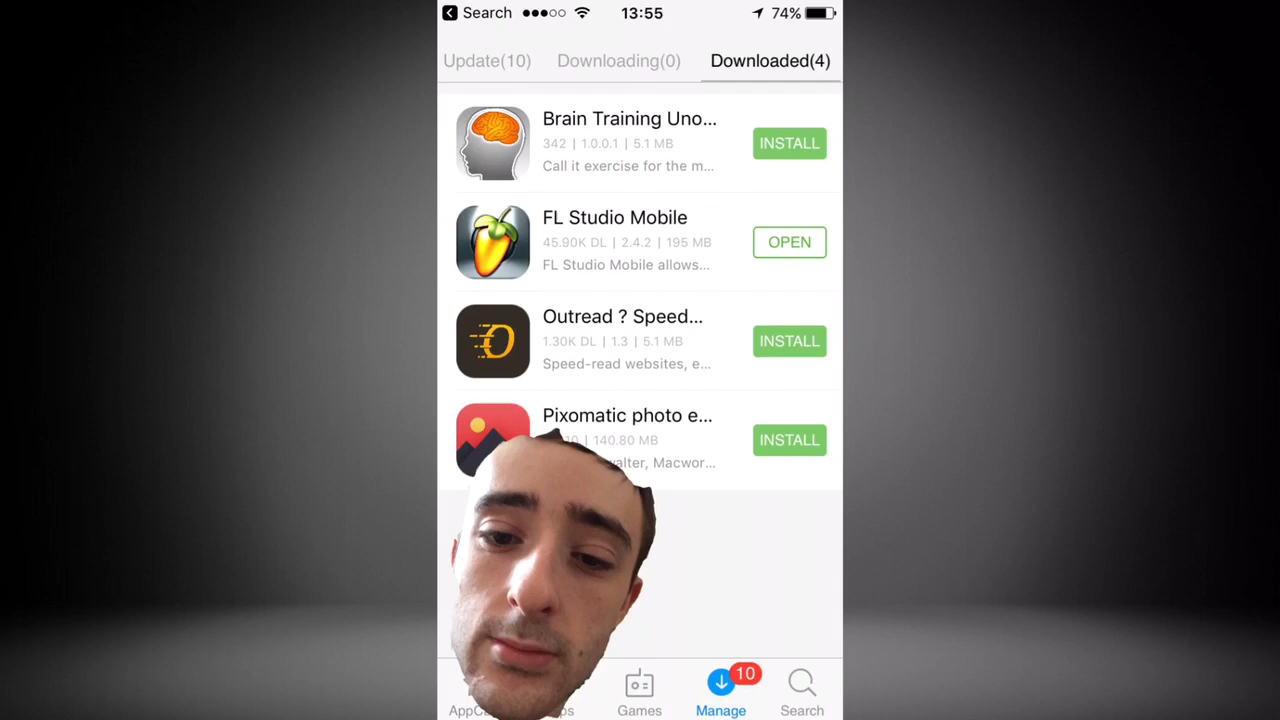 Search 13:55 74%
Update(10) Downloading(0) Downloaded(4)
Brain Training Uno...
342 | 1.0.0.1 | 5.1 MB
Call it exercise for the m...
INSTALL
FL Studio Mobile
45.90K DL | 2.4.2 | 195 MB
FL Studio Mobile allows...
OPEN
Outread ? Speed...
1.30K DL | 1.3 | 5.1 MB
Speed-read websites, e...
INSTALL
Pixomatic photo e...
| 140.80 MB
Macwor...
INSTALL
Games Manage 10 Search